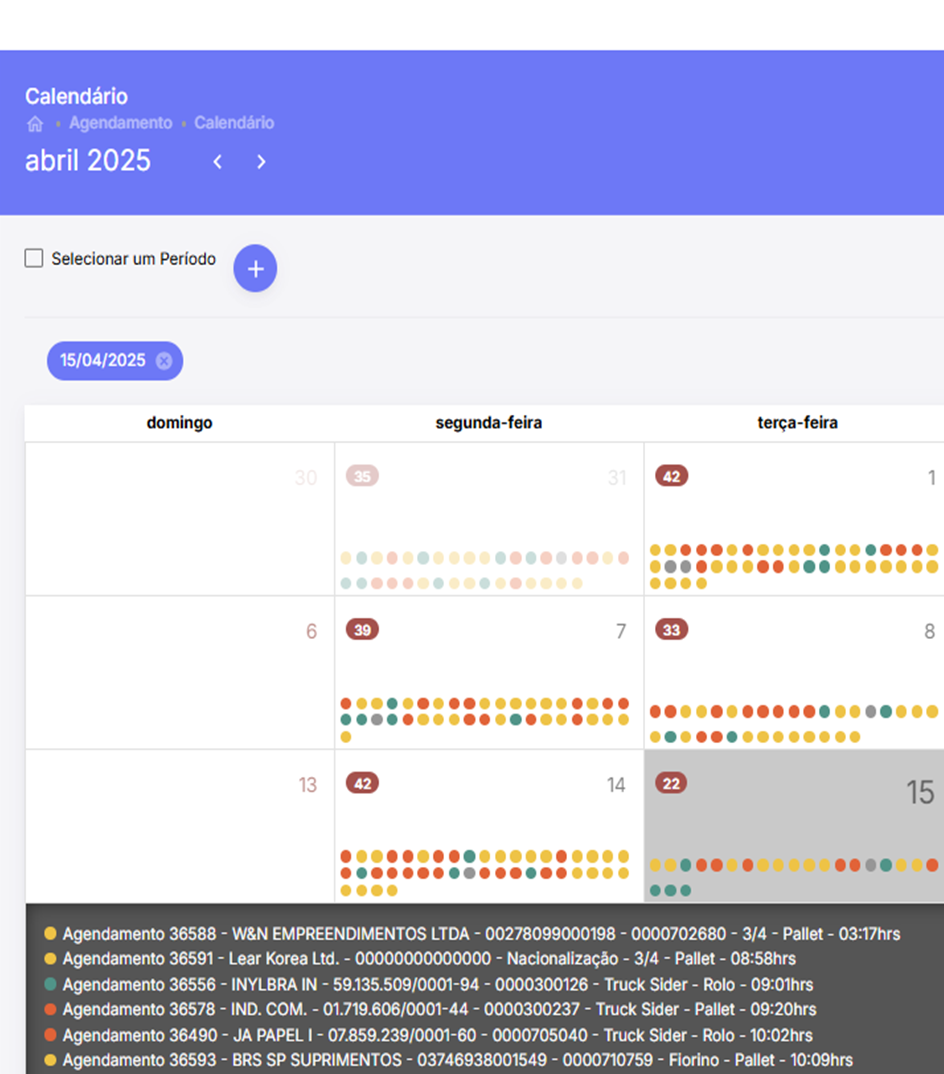 Calendário
Agendamento • Calendário
abril 2025
Selecionar um Período
15/04/2025
domingo segunda-feira terça-feira
30 35 31 42 1
6 39 7 33 8
13 42 14 22 15
Agendamento 36588 - W&N EMPREENDIMENTOS LTDA - 00278099000198 - 0000702680 - 3/4 - Pallet - 03:17hrs
Agendamento 36591 - Lear Korea Ltd. - 00000000000000 - Nacionalização - 3/4 - Pallet - 08:58hrs
Agendamento 36556 - INYLBRA IN - 59.135.509/0001-94 - 0000300126 - Truck Sider - Rolo - 09:01hrs
Agendamento 36578 - IND. COM. - 01.719.606/0001-44 - 0000300237 - Truck Sider - Pallet - 09:20hrs
Agendamento 36490 - JA PAPEL I - 07.859.239/0001-60 - 0000705040 - Truck Sider - Rolo - 10:02hrs
Agendamento 36593 - BRS SP SUPRIMENTOS - 03746938001549 - 0000710759 - Fiorino - Pallet - 10:09hrs